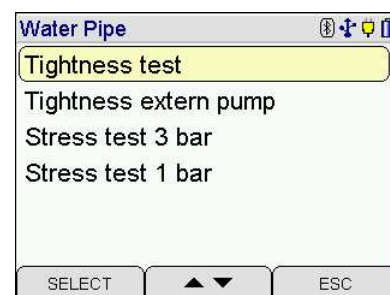 Water Pipe
Tightness test
Tightness extern pump
Stress test 3 bar
Stress test 1 bar
SELECT ESC